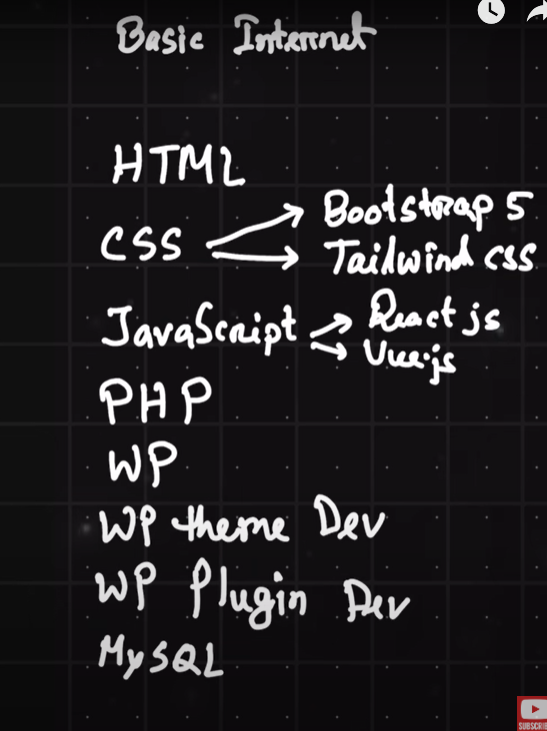 Basic Internet
HTML
CSS → Bootstrap 5
→ Tailwind css
JavaScript → React js
→ Vue.js
PHP
WP
WP theme Dev
WP Plugin Dev
MySQL
SUBSCRIB